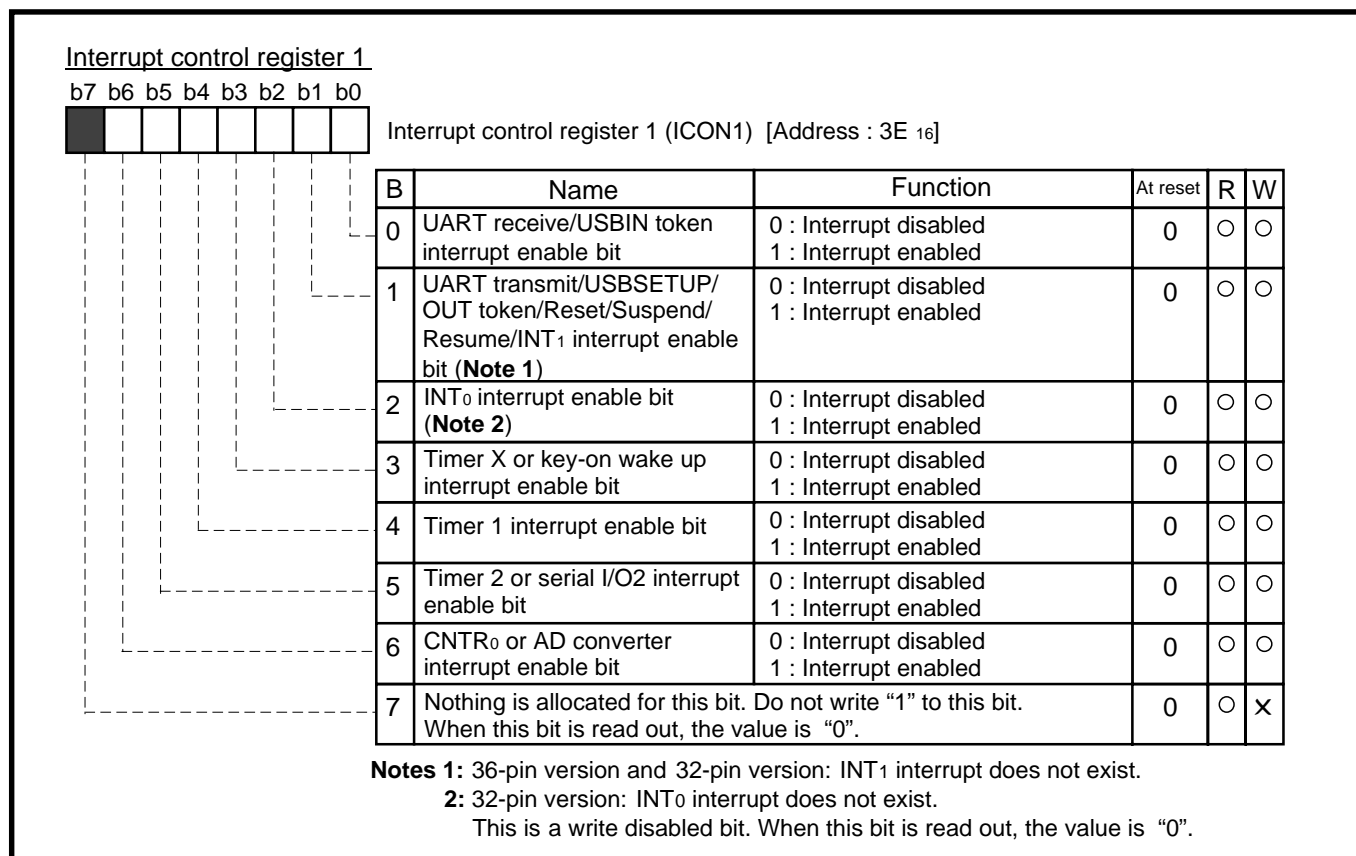 Interrupt control register 1
b7 b6 b5 b4 b3 b2 b1 b0
Interrupt control register 1 (ICON1) [Address : 3E 16]
B Name Function At reset R W
0 UART receive/USBIN token interrupt enable bit 0 : Interrupt disabled 1 : Interrupt enabled 0 ○ ○
1 UART transmit/USBSETUP/ OUT token/Reset/Suspend/ Resume/INT1 interrupt enable bit (Note 1) 0 : Interrupt disabled 1 : Interrupt enabled 0 ○ ○
2 INT0 interrupt enable bit (Note 2) 0 : Interrupt disabled 1 : Interrupt enabled 0 ○ ○
3 Timer X or key-on wake up interrupt enable bit 0 : Interrupt disabled 1 : Interrupt enabled 0 ○ ○
4 Timer 1 interrupt enable bit 0 : Interrupt disabled 1 : Interrupt enabled 0 ○ ○
5 Timer 2 or serial I/O2 interrupt enable bit 0 : Interrupt disabled 1 : Interrupt enabled 0 ○ ○
6 CNTR0 or AD converter interrupt enable bit 0 : Interrupt disabled 1 : Interrupt enabled 0 ○ ○
7 Nothing is allocated for this bit. Do not write “1” to this bit. When this bit is read out, the value is “0”. 0 ○ ×
Notes 1: 36-pin version and 32-pin version: INT1 interrupt does not exist.
2: 32-pin version: INT0 interrupt does not exist.
This is a write disabled bit. When this bit is read out, the value is “0”.